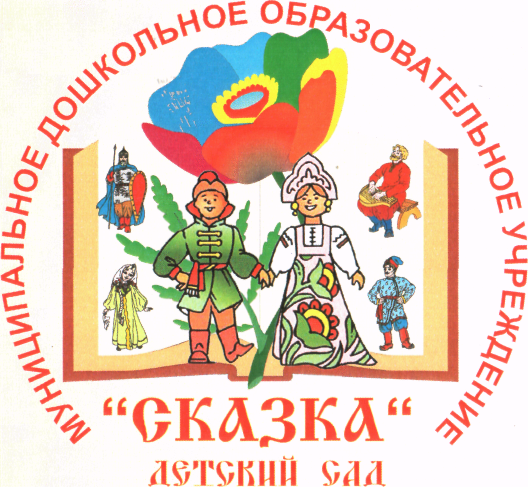 МУНИЦИПАЛЬНОЕ ДОШКОЛЬНОЕ ОБРАЗОВАТЕЛЬНОЕ УЧРЕЖДЕНИЕ
“СКАЗКА“
ДЕТСКИЙ САД